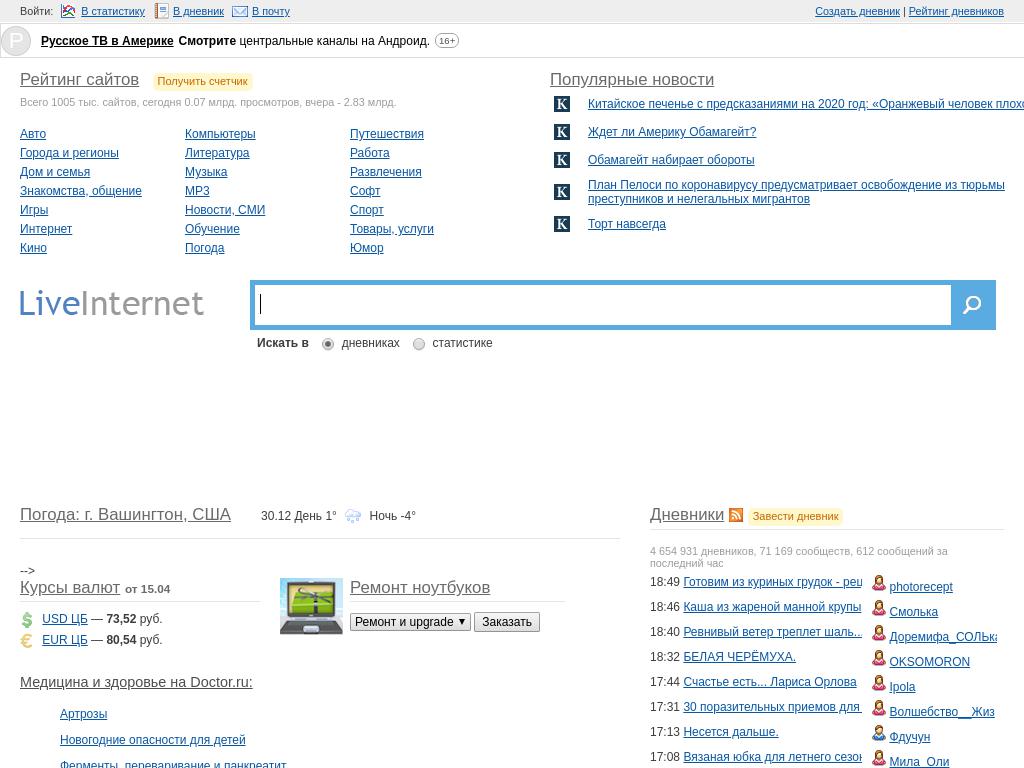 Войти: В статистику В дневник В почту Создать дневник | Рейтинг дневников
P Русское ТВ в Америке Смотрите центральные каналы на Андроид. 16+
Рейтинг сайтов Получить счетчик
Всего 1005 тыс. сайтов, сегодня 0.07 млрд. просмотров, вчера - 2.83 млрд.
Авто Компьютеры Путешествия
Города и регионы Литература Работа
Дом и семья Музыка Развлечения
Знакомства, общение MP3 Софт
Игры Новости, СМИ Спорт
Интернет Обучение Товары, услуги
Кино Погода Юмор
Популярные новости
K Китайское печенье с предсказаниями на 2020 год: «Оранжевый человек плохо
K Ждет ли Америку Обамагейт?
K Обамагейт набирает обороты
K План Пелоси по коронавирусу предусматривает освобождение из тюрьмы
преступников и нелегальных мигрантов
K Торт навсегда
LiveInternet
Искать в дневниках статистике
Погода: г. Вашингтон, США 30.12 День 1° Ночь -4°
-->
Курсы валют от 15.04
$ USD ЦБ — 73,52 руб.
€ EUR ЦБ — 80,54 руб.
Ремонт ноутбуков
Ремонт и upgrade Заказать
Медицина и здоровье на Doctor.ru:
Артрозы
Новогодние опасности для детей
Ферменты, переваривание и панкреатит
Дневники Завести дневник
4 654 931 дневников, 71 169 сообществ, 612 сообщений за
последний час
18:49 Готовим из куриных грудок - рец photorecept
18:46 Каша из жареной манной крупы Смолька
18:40 Ревнивый ветер треплет шаль... Доремифа_СОЛЬка
18:32 БЕЛАЯ ЧЕРЁМУХА. OKSOMORON
17:44 Счастье есть... Лариса Орлова Ipola
17:31 30 поразительных приемов для Волшебство__Жиз
17:13 Несется дальше. Фдучун
17:08 Вязаная юбка для летнего сезон Мила_Оли